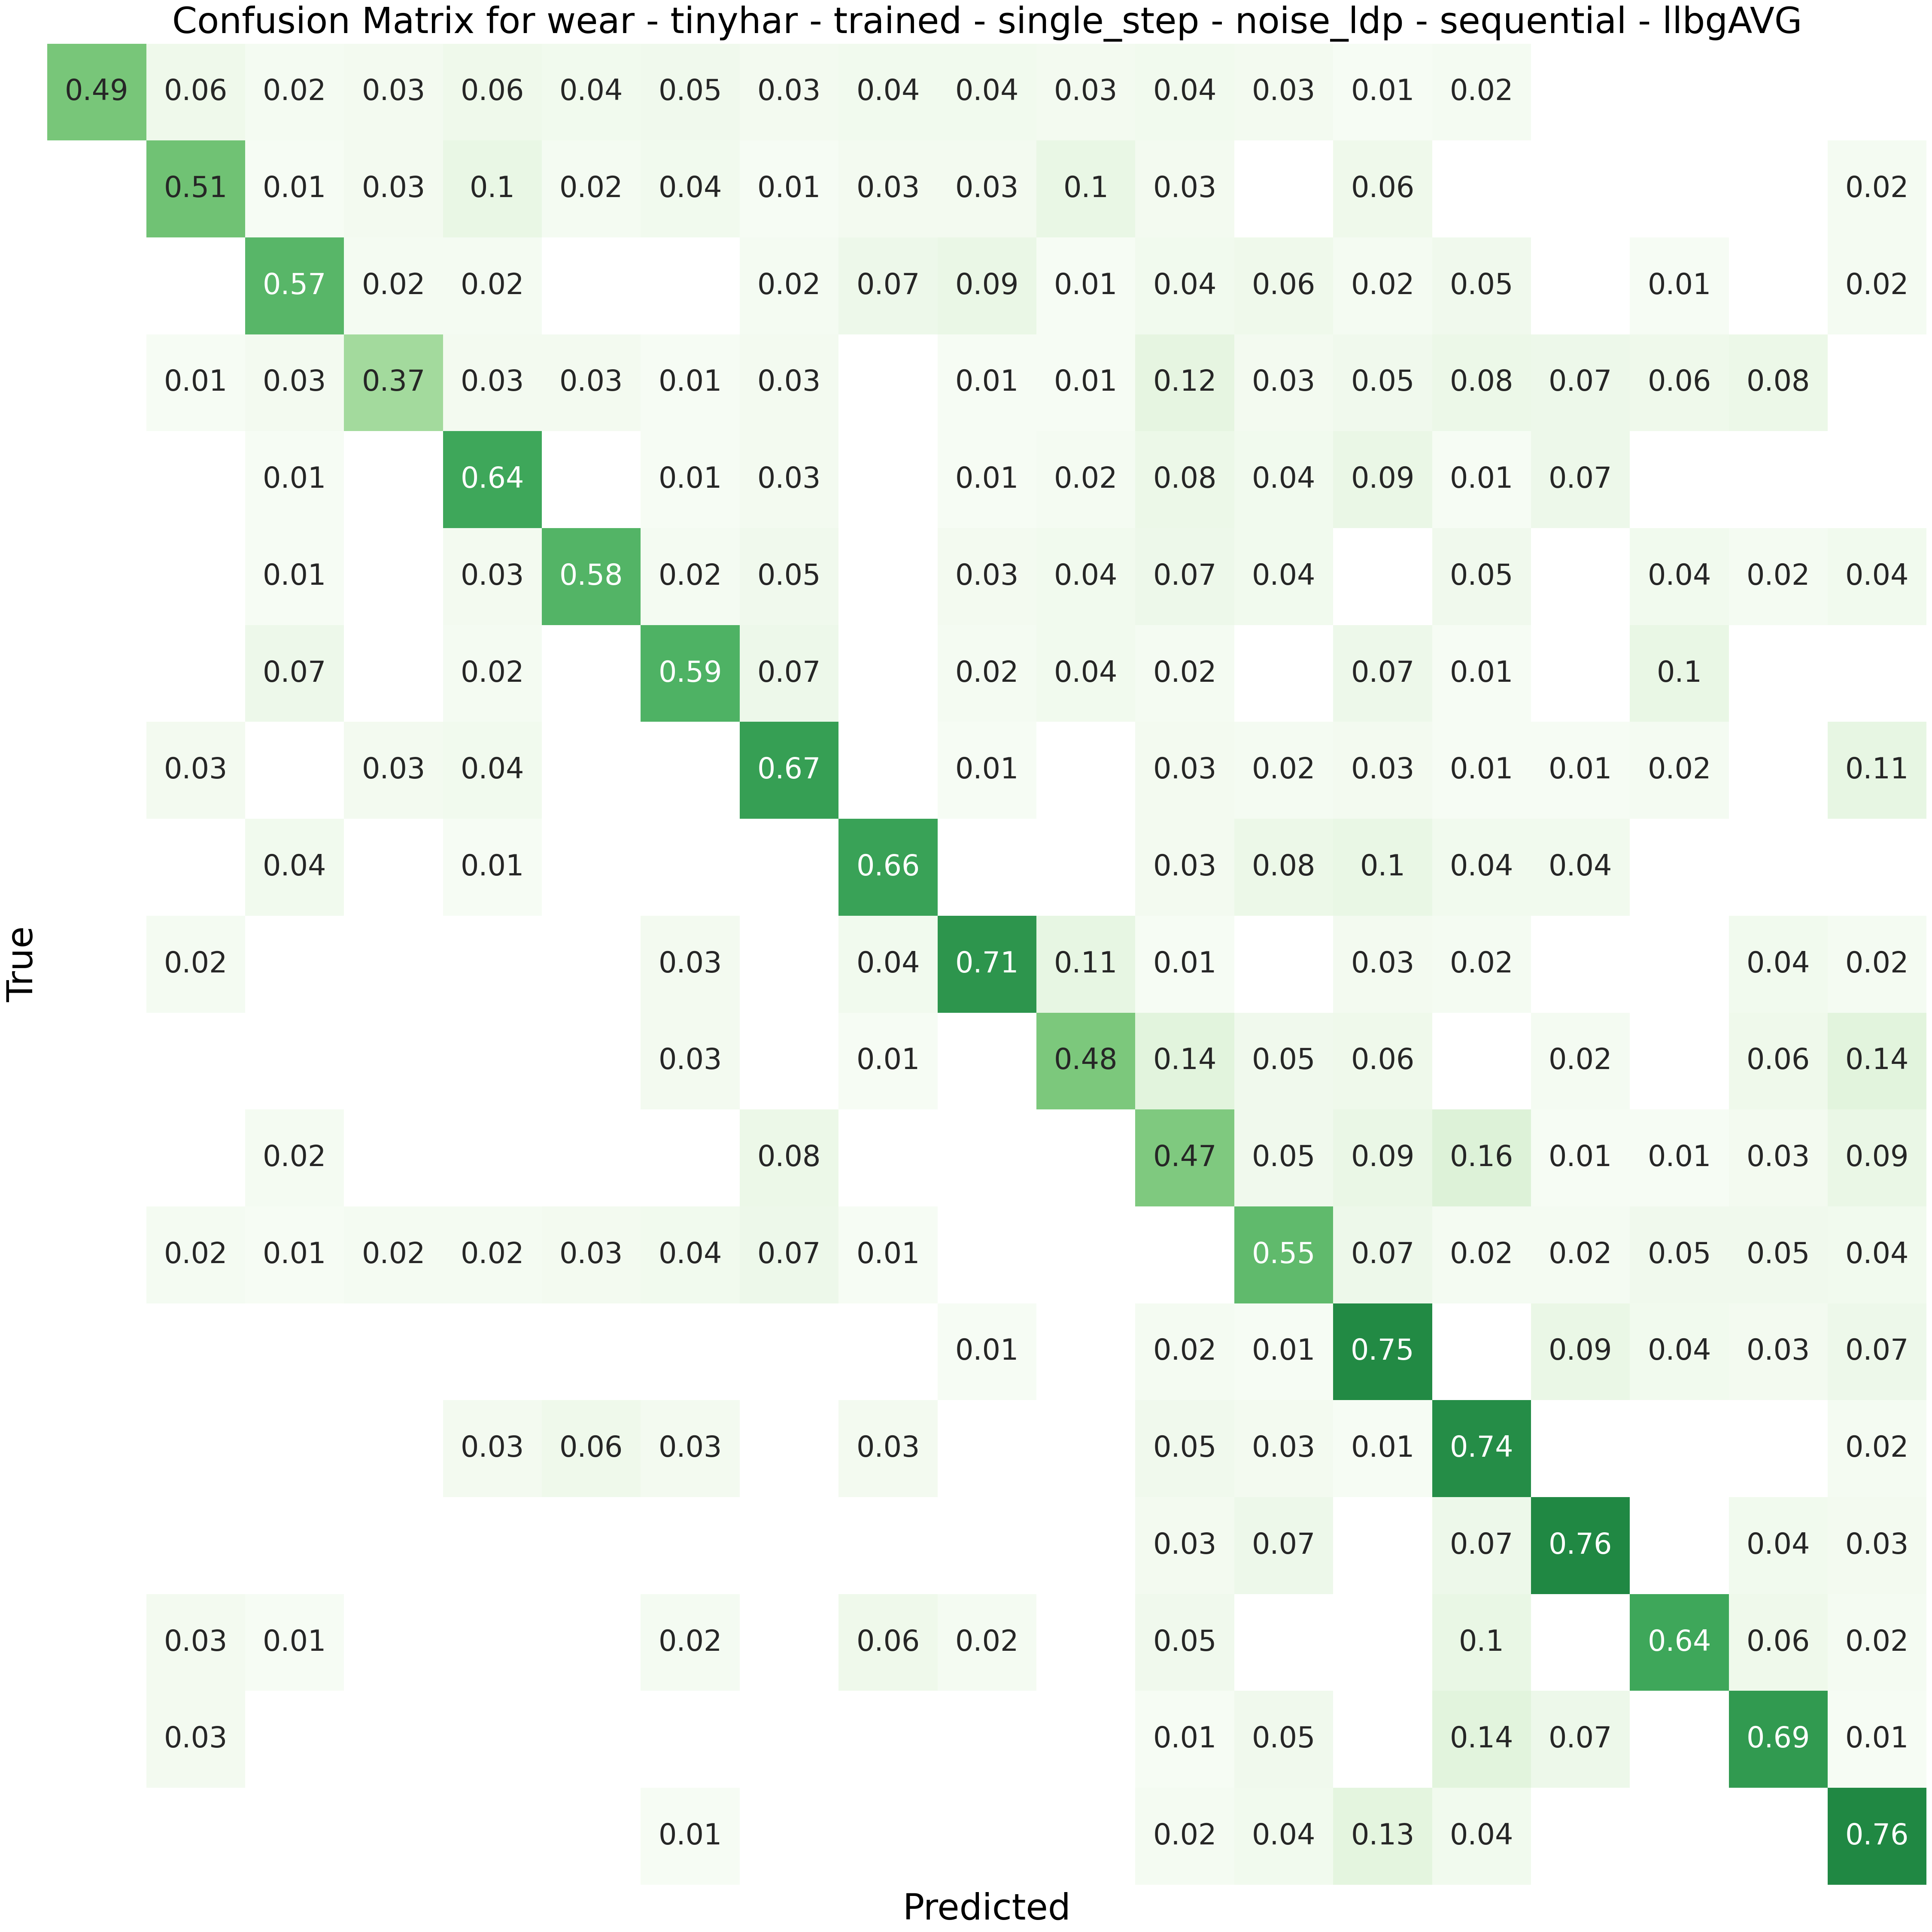 Confusion Matrix for wear - tinyhar - trained - single_step - noise_ldp - sequential - llbgAVG
0.49 0.06 0.02 0.03 0.06 0.04 0.05 0.03 0.04 0.04 0.03 0.04 0.03 0.01 0.02
0.51 0.01 0.03 0.1 0.02 0.04 0.01 0.03 0.03 0.1 0.03 0.06 0.02
0.57 0.02 0.02 0.02 0.07 0.09 0.01 0.04 0.06 0.02 0.05 0.01 0.02
0.01 0.03 0.37 0.03 0.03 0.01 0.03 0.01 0.01 0.12 0.03 0.05 0.08 0.07 0.06 0.08
0.01 0.64 0.01 0.03 0.01 0.02 0.08 0.04 0.09 0.01 0.07
0.01 0.03 0.58 0.02 0.05 0.03 0.04 0.07 0.04 0.05 0.04 0.02 0.04
0.07 0.02 0.59 0.07 0.02 0.04 0.02 0.07 0.01 0.1
0.03 0.03 0.04 0.67 0.01 0.03 0.02 0.03 0.01 0.01 0.02 0.11
0.04 0.01 0.66 0.03 0.08 0.1 0.04 0.04
0.02 0.03 0.04 0.71 0.11 0.01 0.03 0.02 0.04 0.02
0.03 0.01 0.48 0.14 0.05 0.06 0.02 0.06 0.14
0.02 0.08 0.47 0.05 0.09 0.16 0.01 0.01 0.03 0.09
0.02 0.01 0.02 0.02 0.03 0.04 0.07 0.01 0.55 0.07 0.02 0.02 0.05 0.05 0.04
0.01 0.02 0.01 0.75 0.09 0.04 0.03 0.07
0.03 0.06 0.03 0.03 0.05 0.03 0.01 0.74 0.02
0.03 0.07 0.07 0.76 0.04 0.03
0.03 0.01 0.02 0.06 0.02 0.05 0.1 0.64 0.06 0.02
0.03 0.01 0.05 0.14 0.07 0.69 0.01
0.01 0.02 0.04 0.13 0.04 0.76
True
Predicted